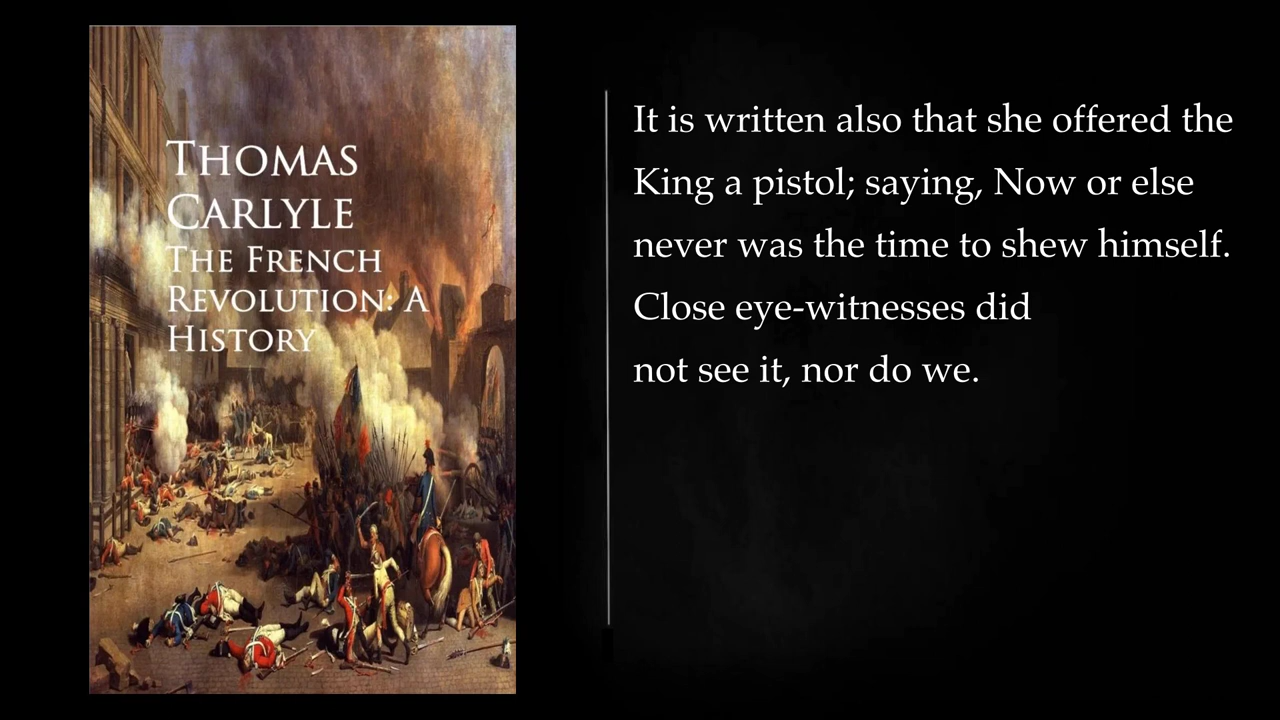 THOMAS
CARLYLE
THE FRENCH
REVOLUTION: A
HISTORY
It is written also that she offered the
King a pistol; saying, Now or else
never was the time to shew himself.
Close eye-witnesses did
not see it, nor do we.